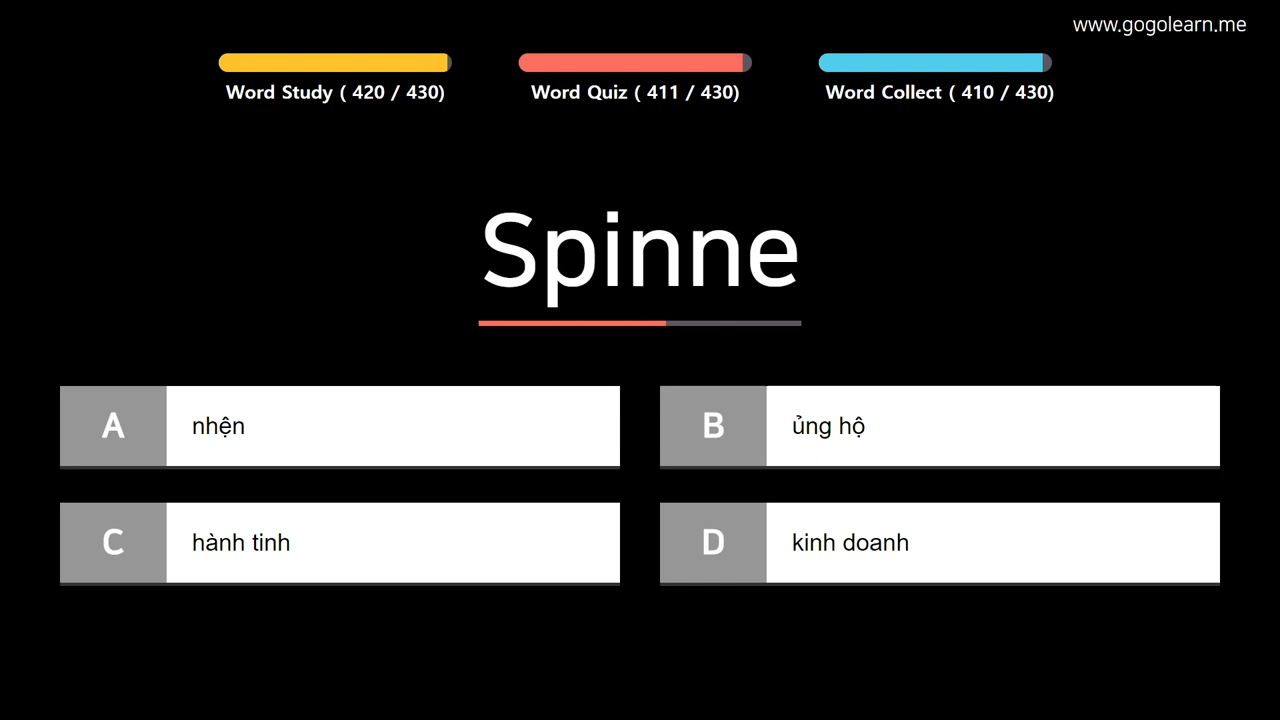 www.gogolearn.me
Word Study ( 420 / 430)
Word Quiz ( 411 / 430)
Word Collect ( 410 / 430)
Spinne
A nhện
B ủng hộ
C hành tinh
D kinh doanh